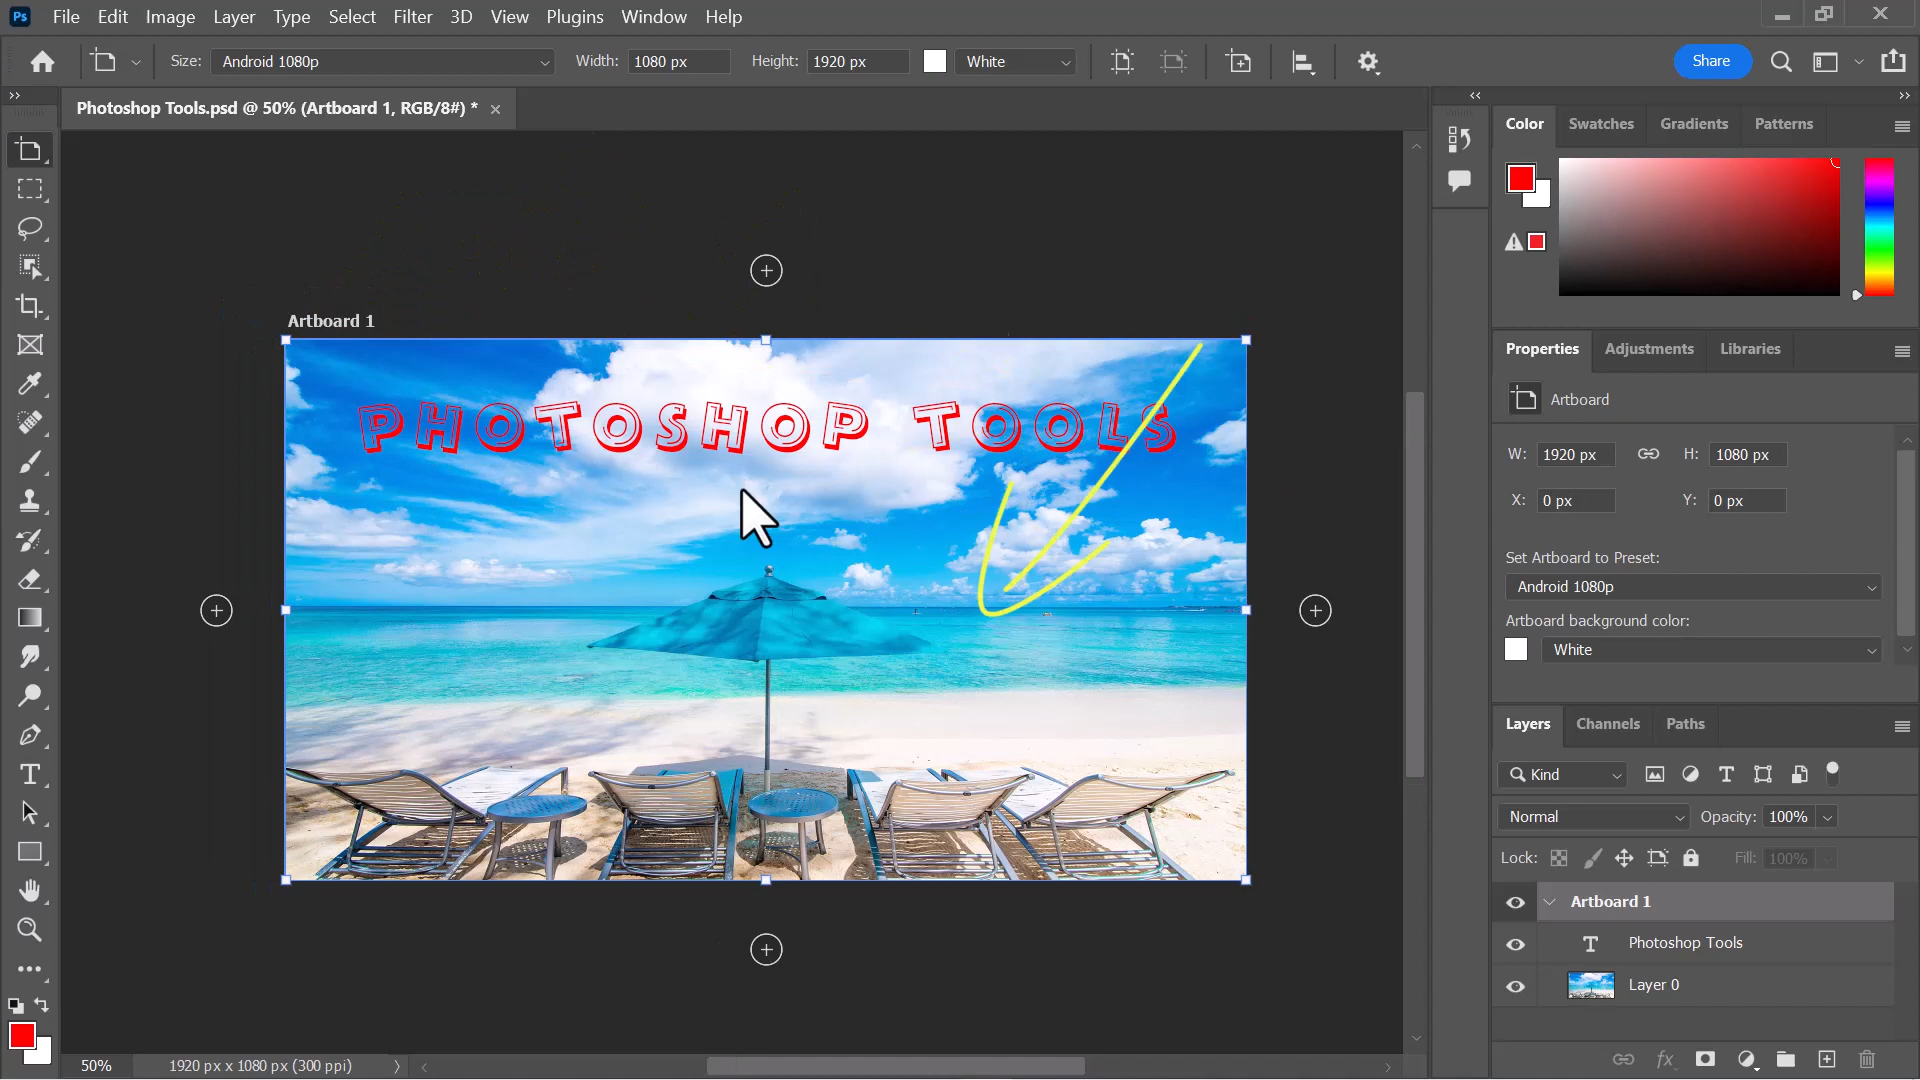 Ps File Edit Image Layer Type Select Filter 3D View Plugins Window Help
Size: Android 1080p Width: 1080 px Height: 1920 px White Share
Photoshop Tools.psd @ 50% (Artboard 1, RGB/8#) *
Color Swatches Gradients Patterns
Artboard 1
PHOTOSHOP TOOLS
Properties Adjustments Libraries
Artboard
W: 1920 px H: 1080 px
X: 0 px Y: 0 px
Set Artboard to Preset:
Android 1080p
Artboard background color:
White
Layers Channels Paths
Kind
Normal Opacity: 100%
Lock: Fill: 100%
Artboard 1
Photoshop Tools
Layer 0
fx
50% 1920 px x 1080 px (300 ppi)